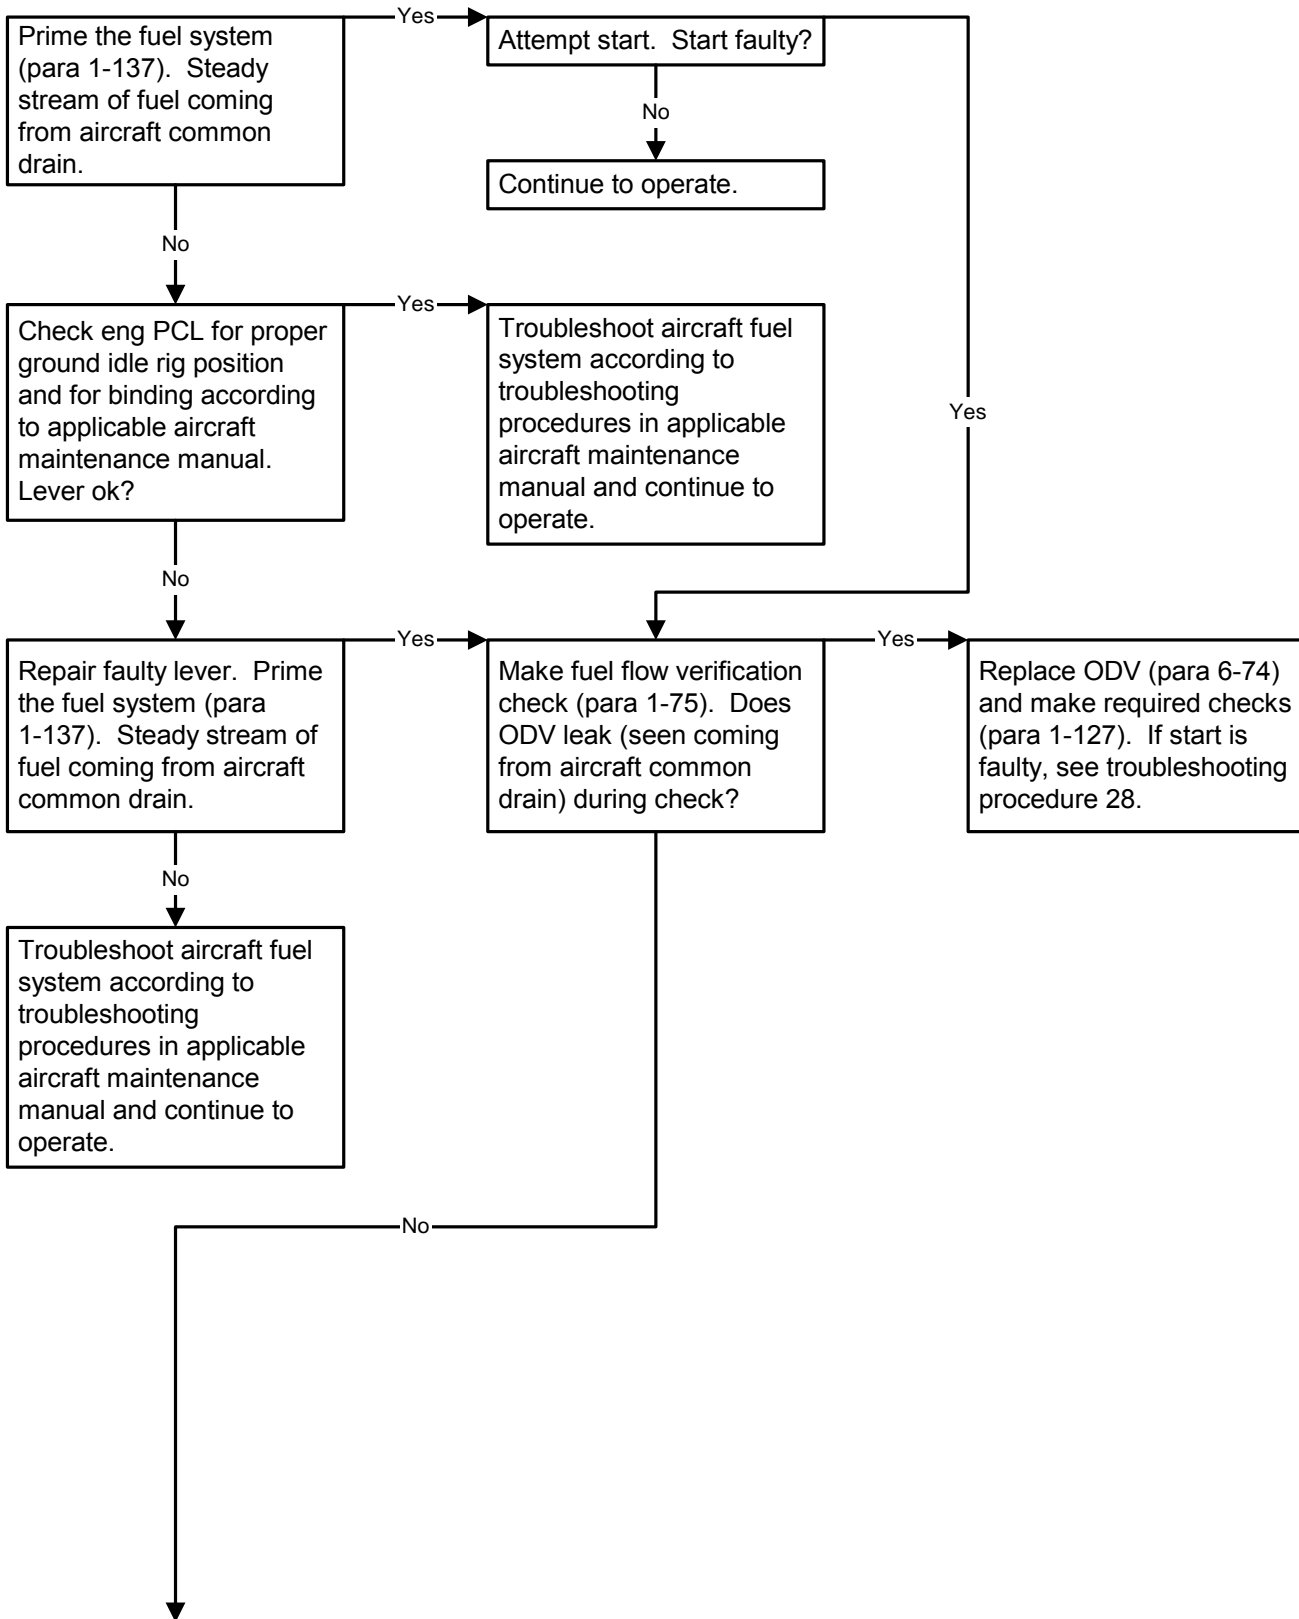 Prime the fuel system
(para 1-137).  Steady
stream of fuel coming
from aircraft common
drain.
Yes
Attempt start.  Start faulty?
No
Continue to operate.
No
Check eng PCL for proper
ground idle rig position
and for binding according
to applicable aircraft
maintenance manual.
Lever ok?
Yes
Troubleshoot aircraft fuel
system according to
troubleshooting
procedures in applicable
aircraft maintenance
manual and continue to
operate.
Yes
No
Repair faulty lever.  Prime
the fuel system (para
1-137).  Steady stream of
fuel coming from aircraft
common drain.
Yes
Make fuel flow verification
check (para 1-75).  Does
ODV leak (seen coming
from aircraft common
drain) during check?
Yes
Replace ODV (para 6-74)
and make required checks
(para 1-127).  If start is
faulty, see troubleshooting
procedure 28.
No
Troubleshoot aircraft fuel
system according to
troubleshooting
procedures in applicable
aircraft maintenance
manual and continue to
operate.
No